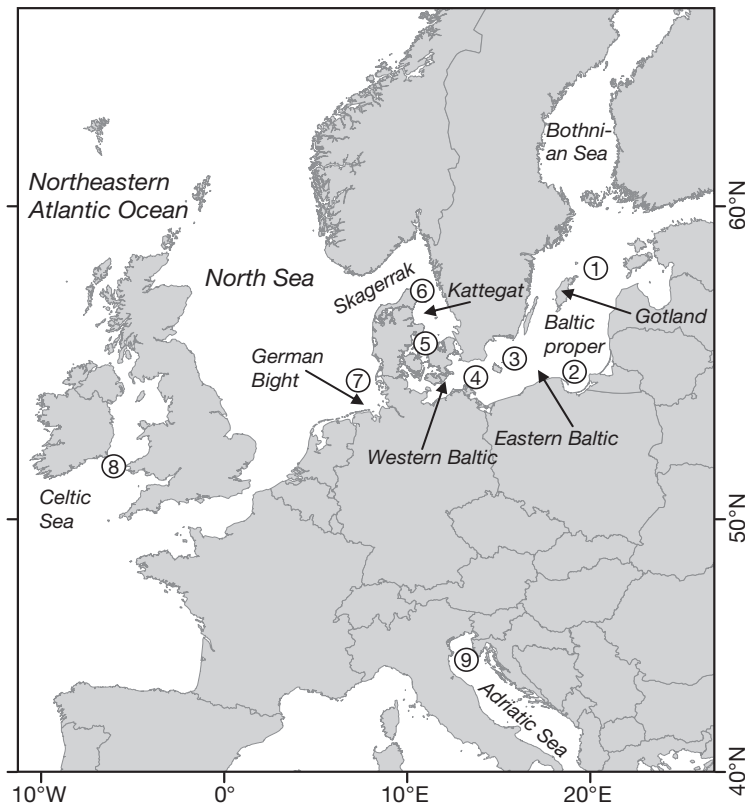 Bothni-
an Sea
Northeastern
Atlantic Ocean
60°N
North Sea
Skagerrak
1
6
Kattegat
Gotland
Baltic
proper
5
German
Bight
3
7
4
2
Eastern Baltic
Western Baltic
8
Celtic
Sea
50°N
9
Adriatic Sea
40°N
10°W
0°
10°E
20°E